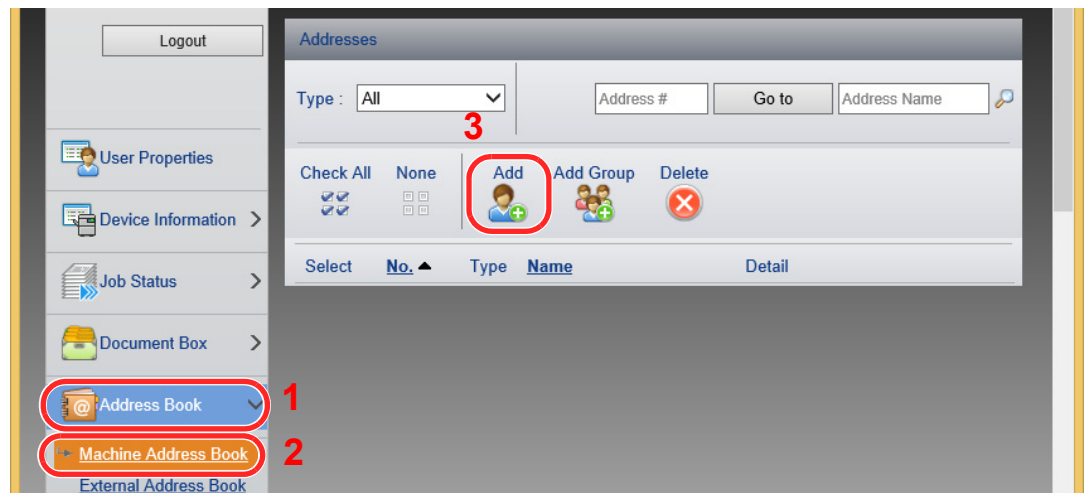 Logout
User Properties
Device Information
Job Status
Document Box
Address Book
1
Machine Address Book
2
External Address Book
Addresses
Type : All
Address #
Go to
Address Name
3
Check All None Add Add Group Delete
Select No. Type Name Detail